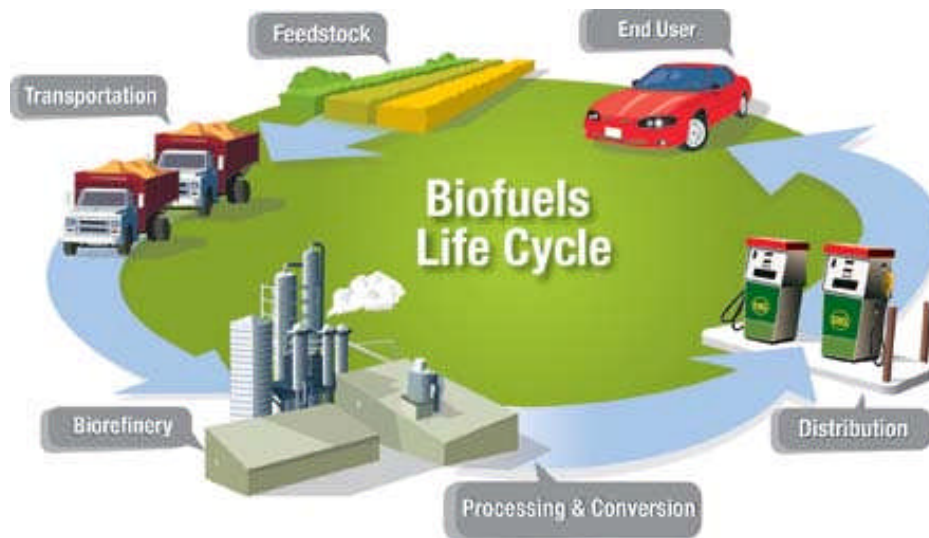 Feedstock
End User
Transportation
Biofuels
Life Cycle
Biorefinery
Distribution
Processing & Conversion